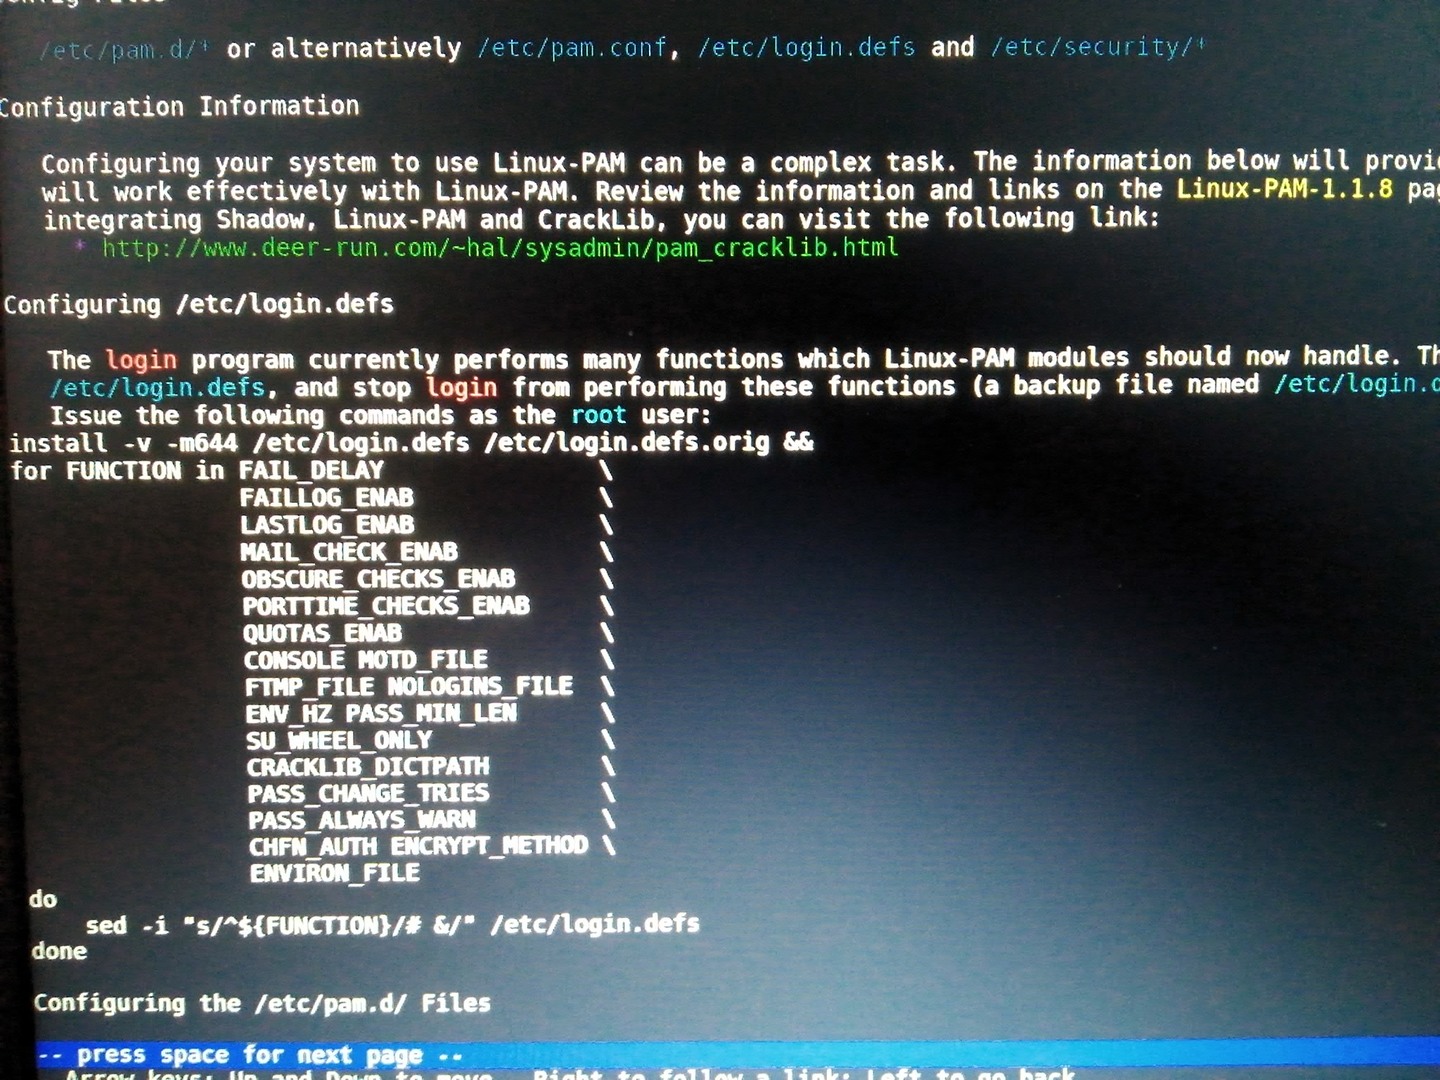 Config Files
/etc/pam.d/* or alternatively /etc/pam.conf, /etc/login.defs and /etc/security/*
Configuration Information
Configuring your system to use Linux-PAM can be a complex task. The information below will
will work effectively with Linux-PAM. Review the information and links on the Linux-PAM-1.1.8
integrating Shadow, Linux-PAM and CrackLib, you can visit the following link:
* http://www.deer-run.com/~hal/sysadmin/pam_cracklib.html
Configuring /etc/login.defs
The login program currently performs many functions which Linux-PAM modules should now handle.
/etc/login.defs, and stop login from performing these functions (a backup file named /etc/login.d
Issue the following commands as the root user:
install -v -m644 /etc/login.defs /etc/login.defs.orig &&
for FUNCTION in FAIL_DELAY \
FAILLOG_ENAB \
LASTLOG_ENAB \
MAIL_CHECK_ENAB \
OBSCURE_CHECKS_ENAB \
PORTTIME_CHECKS_ENAB \
QUOTAS_ENAB \
CONSOLE MOTD_FILE \
FTMP_FILE NOLOGINS_FILE \
ENV_HZ PASS_MIN_LEN \
SU_WHEEL_ONLY \
CRACKLIB_DICTPATH \
PASS_CHANGE_TRIES \
PASS_ALWAYS_WARN \
CHFN_AUTH ENCRYPT_METHOD \
ENVIRON_FILE
do
sed -i "s/^${FUNCTION}/# &/" /etc/login.defs
done
Configuring the /etc/pam.d/ Files
-- press space for next page --
Arrow keys: Up and Down to move. Right to follow a link; Left to go back